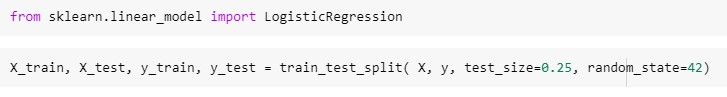 from sklearn.linear_model import LogisticRegression
X_train, X_test, y_train, y_test = train_test_split( X, y, test_size=0.25, random_state=42)